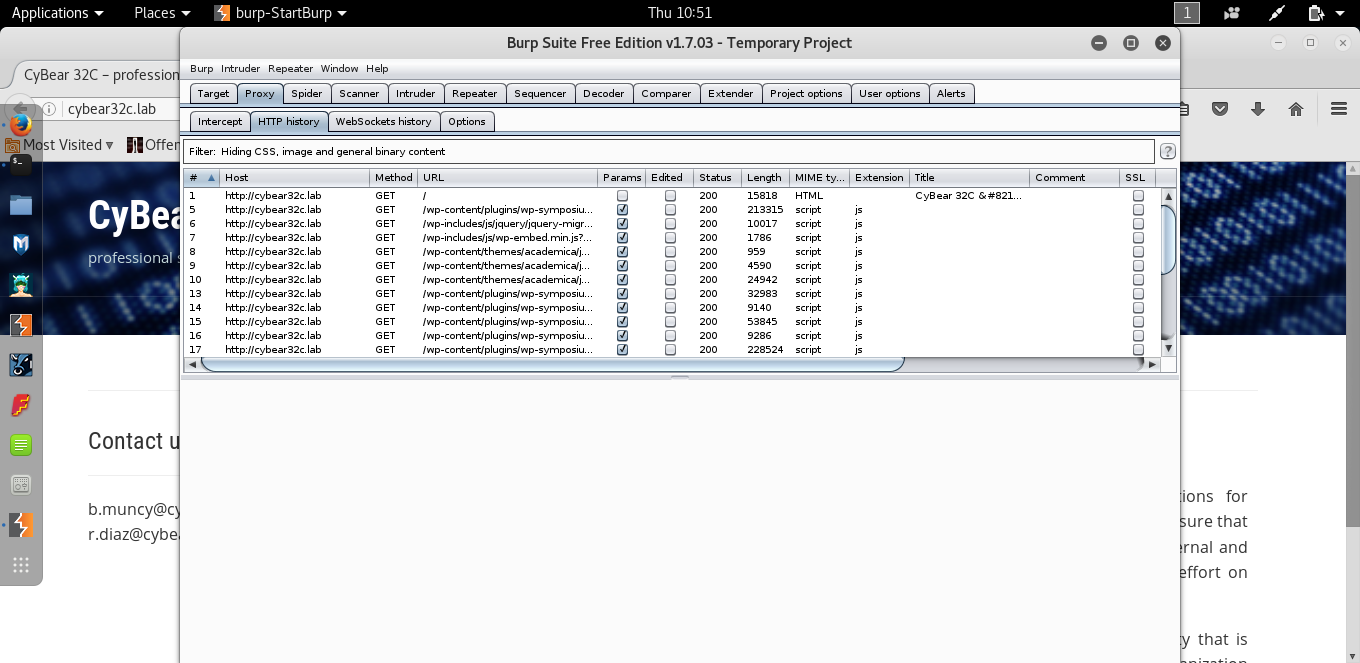 Applications Places burp-StartBurp Thu 10:51 1
Burp Suite Free Edition v1.7.03 - Temporary Project
CyBear 32C – profession
Burp Intruder Repeater Window Help
Target Proxy Spider Scanner Intruder Repeater Sequencer Decoder Comparer Extender Project options User options Alerts
cybear32c.lab
Intercept HTTP history WebSockets history Options
Most Visited Offen
Filter: Hiding CSS, image and general binary content ?
# Host Method URL Params Edited Status Length MIME ty... Extension Title Comment SSL
1 http://cybear32c.lab GET / 200 15818 HTML CyBear 32C &#821...
5 http://cybear32c.lab GET /wp-content/plugins/wp-symposiu... 200 213315 script js
6 http://cybear32c.lab GET /wp-includes/js/jquery/jquery-migr... 200 10017 script js
7 http://cybear32c.lab GET /wp-includes/js/wp-embed.min.js?... 200 1786 script js
8 http://cybear32c.lab GET /wp-content/themes/academica/j... 200 959 script js
9 http://cybear32c.lab GET /wp-content/themes/academica/j... 200 4590 script js
10 http://cybear32c.lab GET /wp-content/themes/academica/j... 200 24942 script js
13 http://cybear32c.lab GET /wp-content/plugins/wp-symposiu... 200 32983 script js
14 http://cybear32c.lab GET /wp-content/plugins/wp-symposiu... 200 9140 script js
15 http://cybear32c.lab GET /wp-content/plugins/wp-symposiu... 200 53845 script js
16 http://cybear32c.lab GET /wp-content/plugins/wp-symposiu... 200 9286 script js
17 http://cybear32c.lab GET /wp-content/plugins/wp-symposiu... 200 228524 script js
CyBea
professional s
Contact u
b.muncy@cy
r.diaz@cybea
tions for
sure that
ernal and
effort on
ty that is
anization